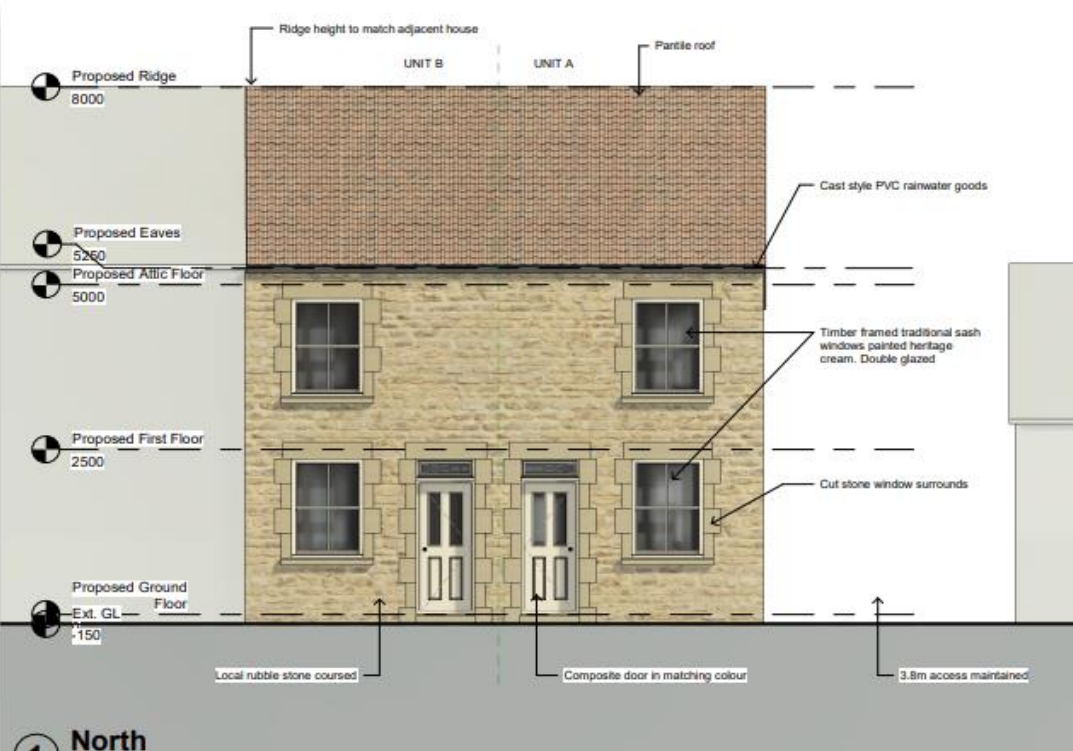 Ridge height to match adjacent house
Pantile roof
UNIT B
UNIT A
Proposed Ridge
8000
Cast style PVC rainwater goods
Proposed Eaves
5250
Proposed Attic Floor
5000
Timber framed traditional sash
windows painted heritage
cream. Double glazed
Proposed First Floor
2500
Cut stone window surrounds
Proposed Ground
Floor
Ext. GL
-150
Local rubble stone coursed
Composite door in matching colour
3.8m access maintained
North